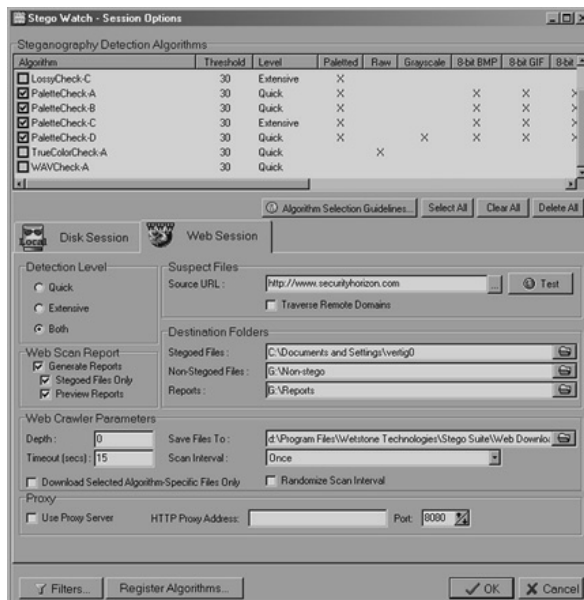 Stego Watch - Session Options
Steganography Detection Algorithms
Algorithm Threshold Level Paletted Raw Grayscale 8-bit BMP 8-bit GIF 8-bit
LossyCheck-C 30 Extensive X
PaletteCheck-A 30 Quick X X X X
PaletteCheck-B 30 Quick X X X X
PaletteCheck-C 30 Extensive X X X X
PaletteCheck-D 30 Quick X X X X X
TrueColorCheck-A 30 Quick X
WAVCheck-A 30 Quick
Algorithm Selection Guidelines... Select All Clear All Delete All
Local Disk Session WWW Web Session
Detection Level
Quick
Extensive
Both
Suspect Files
Source URL : http://www.securityhorizon.com ... Test
Traverse Remote Domains
Web Scan Report
Generate Reports
Stegoed Files Only
Preview Reports
Destination Folders
Stegoed Files : C:\Documents and Settings\vertig0
Non-Stegoed Files : G:\Non-stego
Reports : G:\Reports
Web Crawler Parameters
Depth : 0 Save Files To : d:\Program Files\Wetstone Technologies\Stego Suite\Web Downloa
Timeout (secs) : 15 Scan Interval : Once
Download Selected Algorithm-Specific Files Only Randomize Scan Interval
Proxy
Use Proxy Server HTTP Proxy Address: Port: 8080
Filters... Register Algorithms... OK Cancel